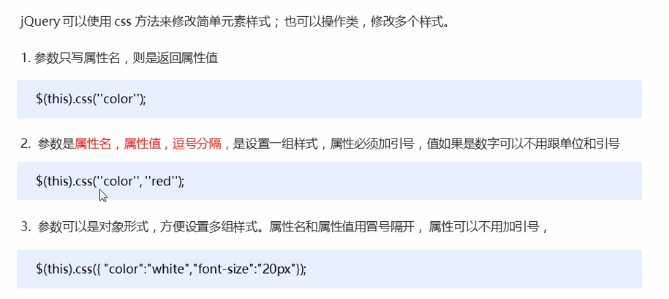 jQuery 可以使用 css 方法来修改简单元素样式；也可以操作类，修改多个样式。
1. 参数只写属性名，则是返回属性值
$(this).css(''color'');
2. 参数是属性名，属性值，逗号分隔，是设置一组样式，属性必须加引号，值如果是数字可以不用跟单位和引号
$(this).css(''color'', ''red'');
3. 参数可以是对象形式，方便设置多组样式。属性名和属性值用冒号隔开， 属性可以不用加引号，
$(this).css({ "color":"white","font-size":"20px"});